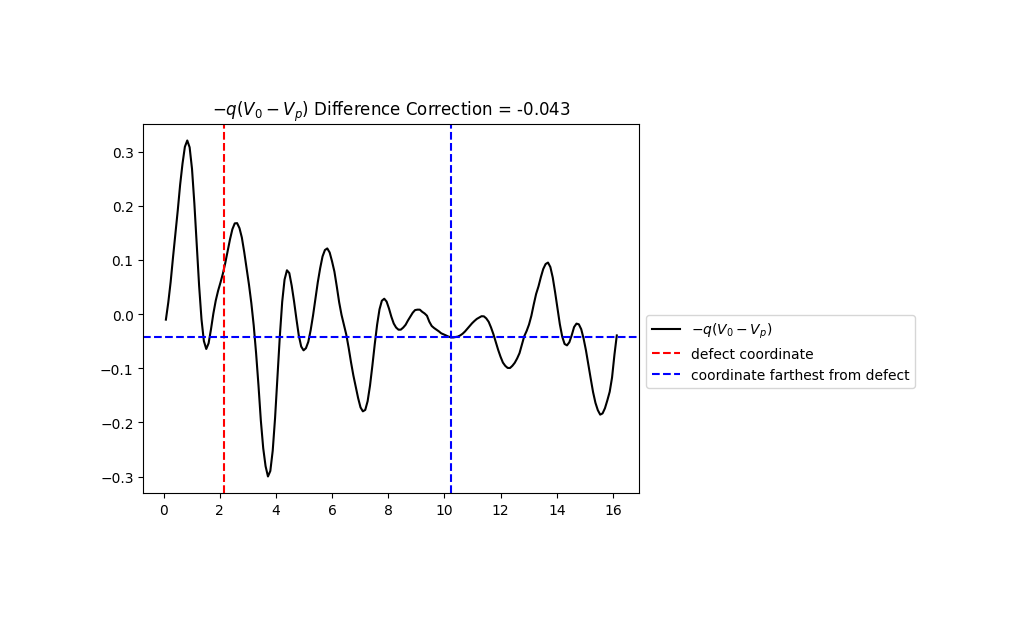 −q(V₀ − Vₚ) Difference Correction = -0.043
0.3
0.2
0.1
0.0
−0.1
−0.2
−0.3
0 2 4 6 8 10 12 14 16
−q(V₀ − Vₚ)
defect coordinate
coordinate farthest from defect